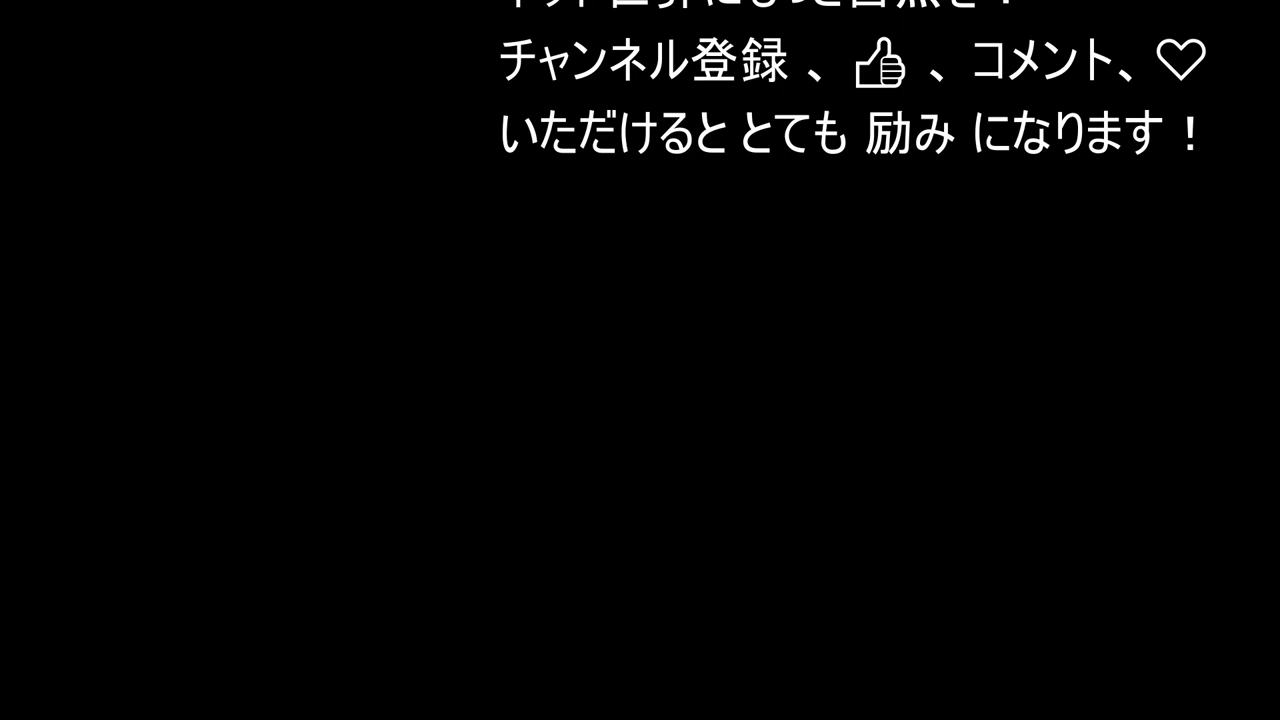 チャンネル登録 、 👍 、 コメント、♡
いただけると とても 励み になります！